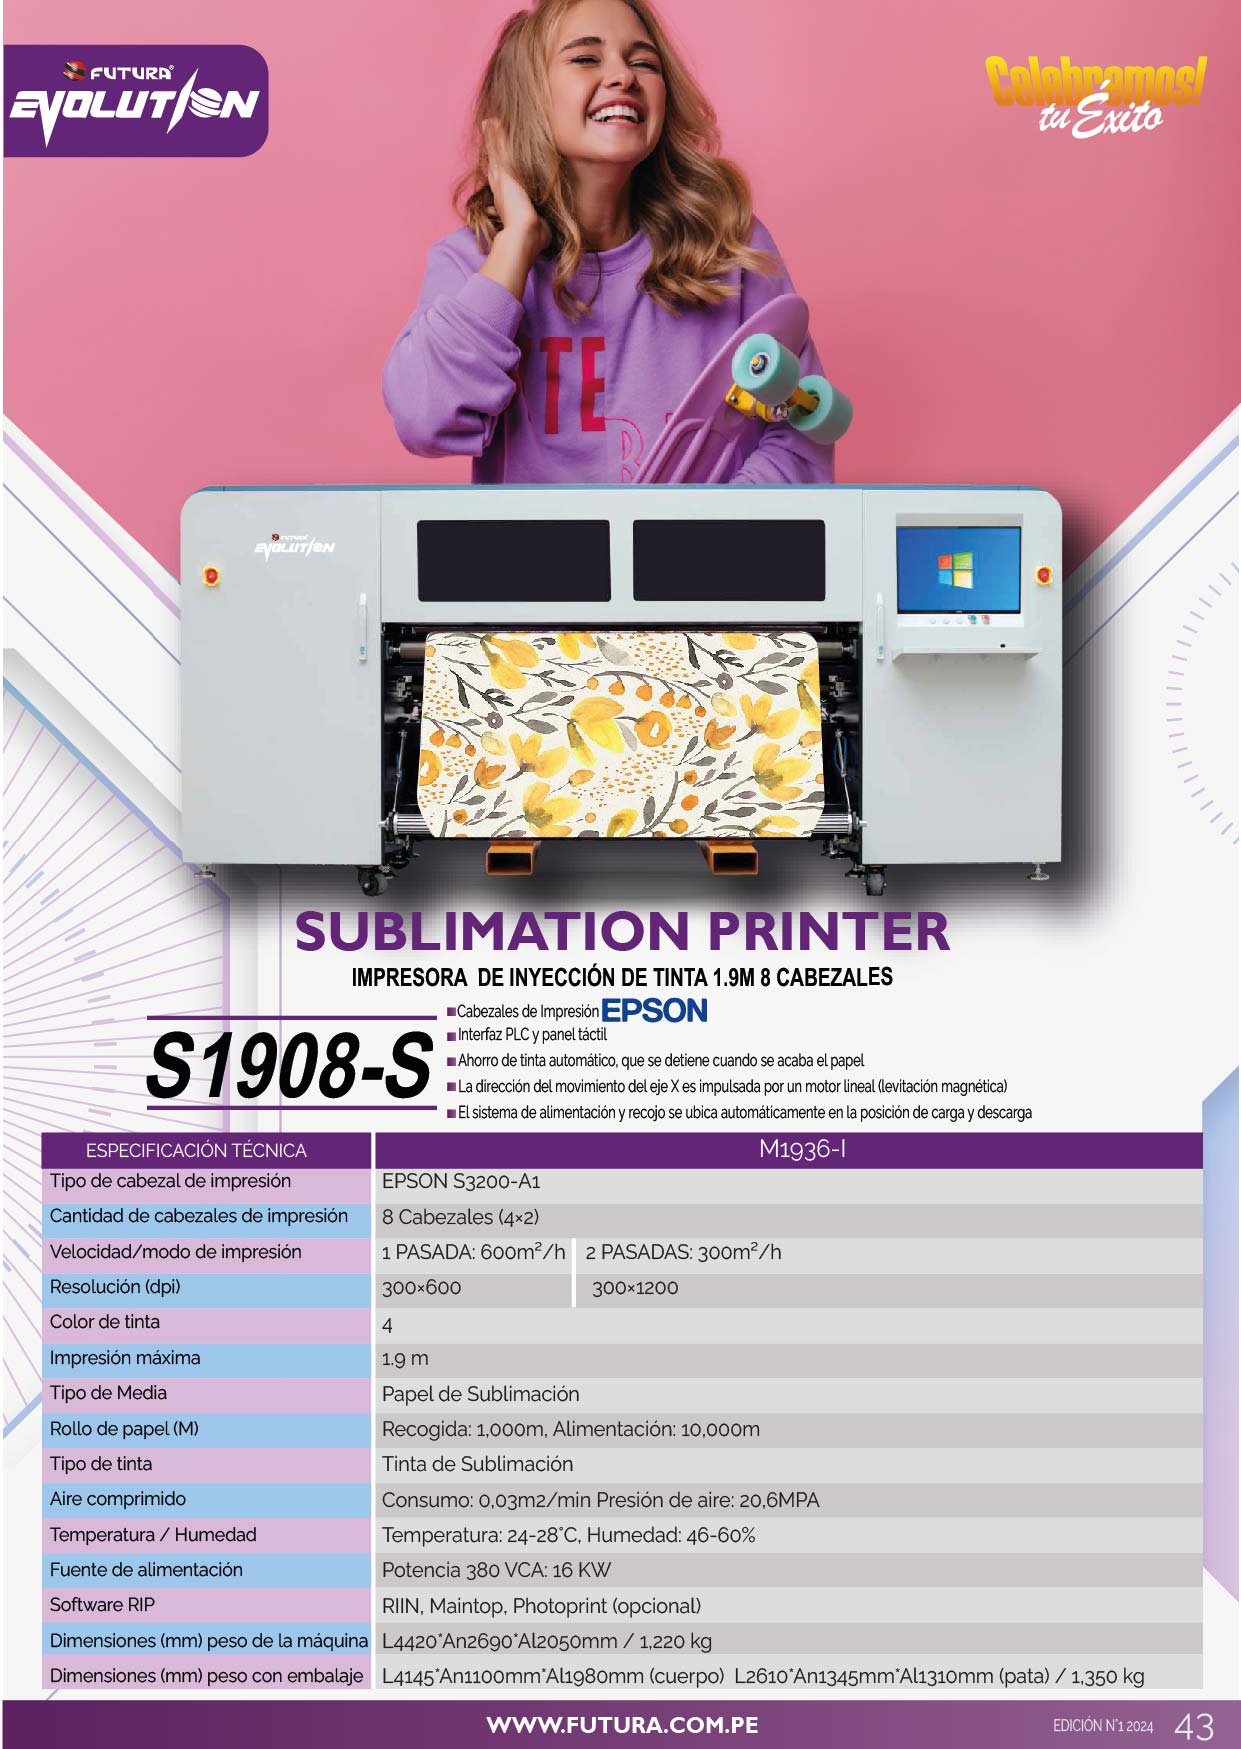 FUTURA®
EVOLUTION
Celebramos!
tu Éxito
TE
FUTURA
EVOLUTION
SUBLIMATION PRINTER
IMPRESORA DE INYECCIÓN DE TINTA 1.9M 8 CABEZALES
S1908-S
Cabezales de Impresión EPSON
Interfaz PLC y panel táctil
Ahorro de tinta automático, que se detiene cuando se acaba el papel
La dirección del movimiento del eje X es impulsada por un motor lineal (levitación magnética)
El sistema de alimentación y recojo se ubica automáticamente en la posición de carga y descarga
ESPECIFICACIÓN TÉCNICA M1936-I
Tipo de cabezal de impresión EPSON S3200-A1
Cantidad de cabezales de impresión 8 Cabezales (4×2)
Velocidad/modo de impresión 1 PASADA: 600m²/h 2 PASADAS: 300m²/h
Resolución (dpi) 300×600 300×1200
Color de tinta 4
Impresión máxima 1.9 m
Tipo de Media Papel de Sublimación
Rollo de papel (M) Recogida: 1,000m, Alimentación: 10,000m
Tipo de tinta Tinta de Sublimación
Aire comprimido Consumo: 0,03m2/min Presión de aire: 20,6MPA
Temperatura / Humedad Temperatura: 24-28°C, Humedad: 46-60%
Fuente de alimentación Potencia 380 VCA: 16 KW
Software RIP RIIN, Maintop, Photoprint (opcional)
Dimensiones (mm) peso de la máquina L4420*An2690*Al2050mm / 1,220 kg
Dimensiones (mm) peso con embalaje L4145*An1100mm*Al1980mm (cuerpo) L2610*An1345mm*Al1310mm (pata) / 1,350 kg
WWW.FUTURA.COM.PE
EDICIÓN N°1 2024 43